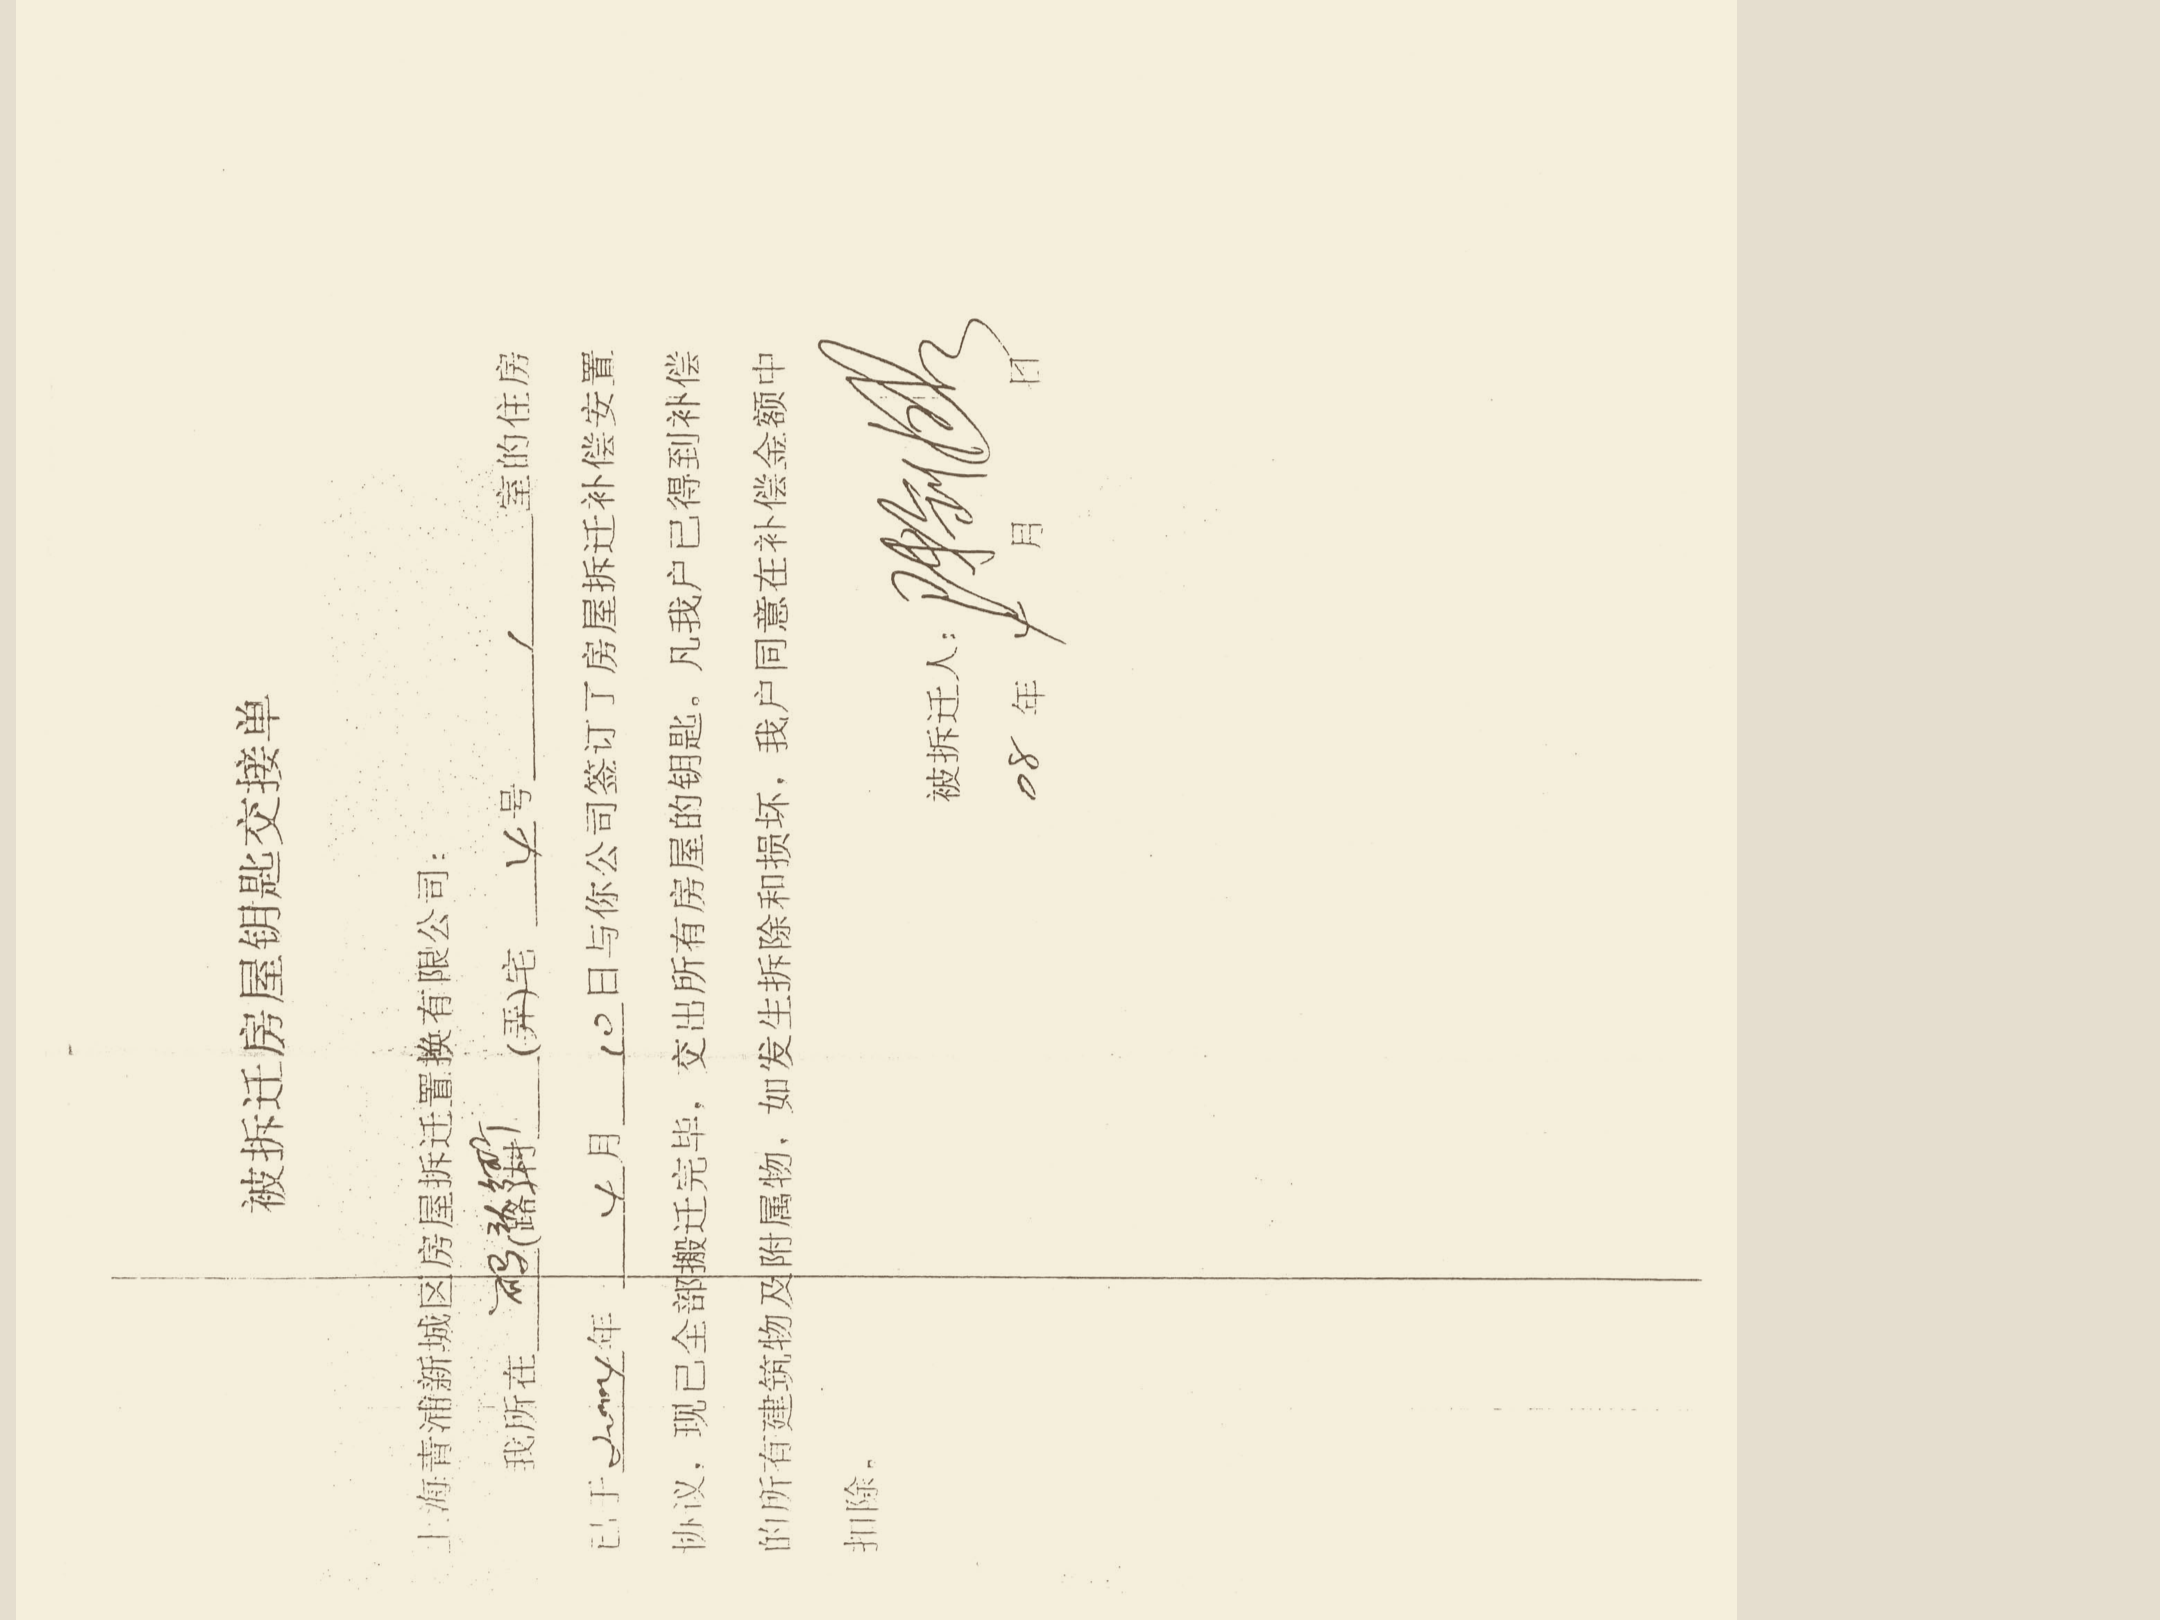 被拆迁房屋钥匙交接单
上海青浦新城区房屋拆迁置换有限公司：
我所在 (路)村 (弄)宅 4 号 / 室的住房
已于 年 4 月 10 日与你公司签订了房屋拆迁补偿安置
协议，现已全部搬迁完毕，交出所有房屋的钥匙。凡我户已得到补偿
的所有建筑物及附属物，如发生拆除和损坏，我户同意在补偿金额中
扣除。
被拆迁人：
08 年 4 月 日